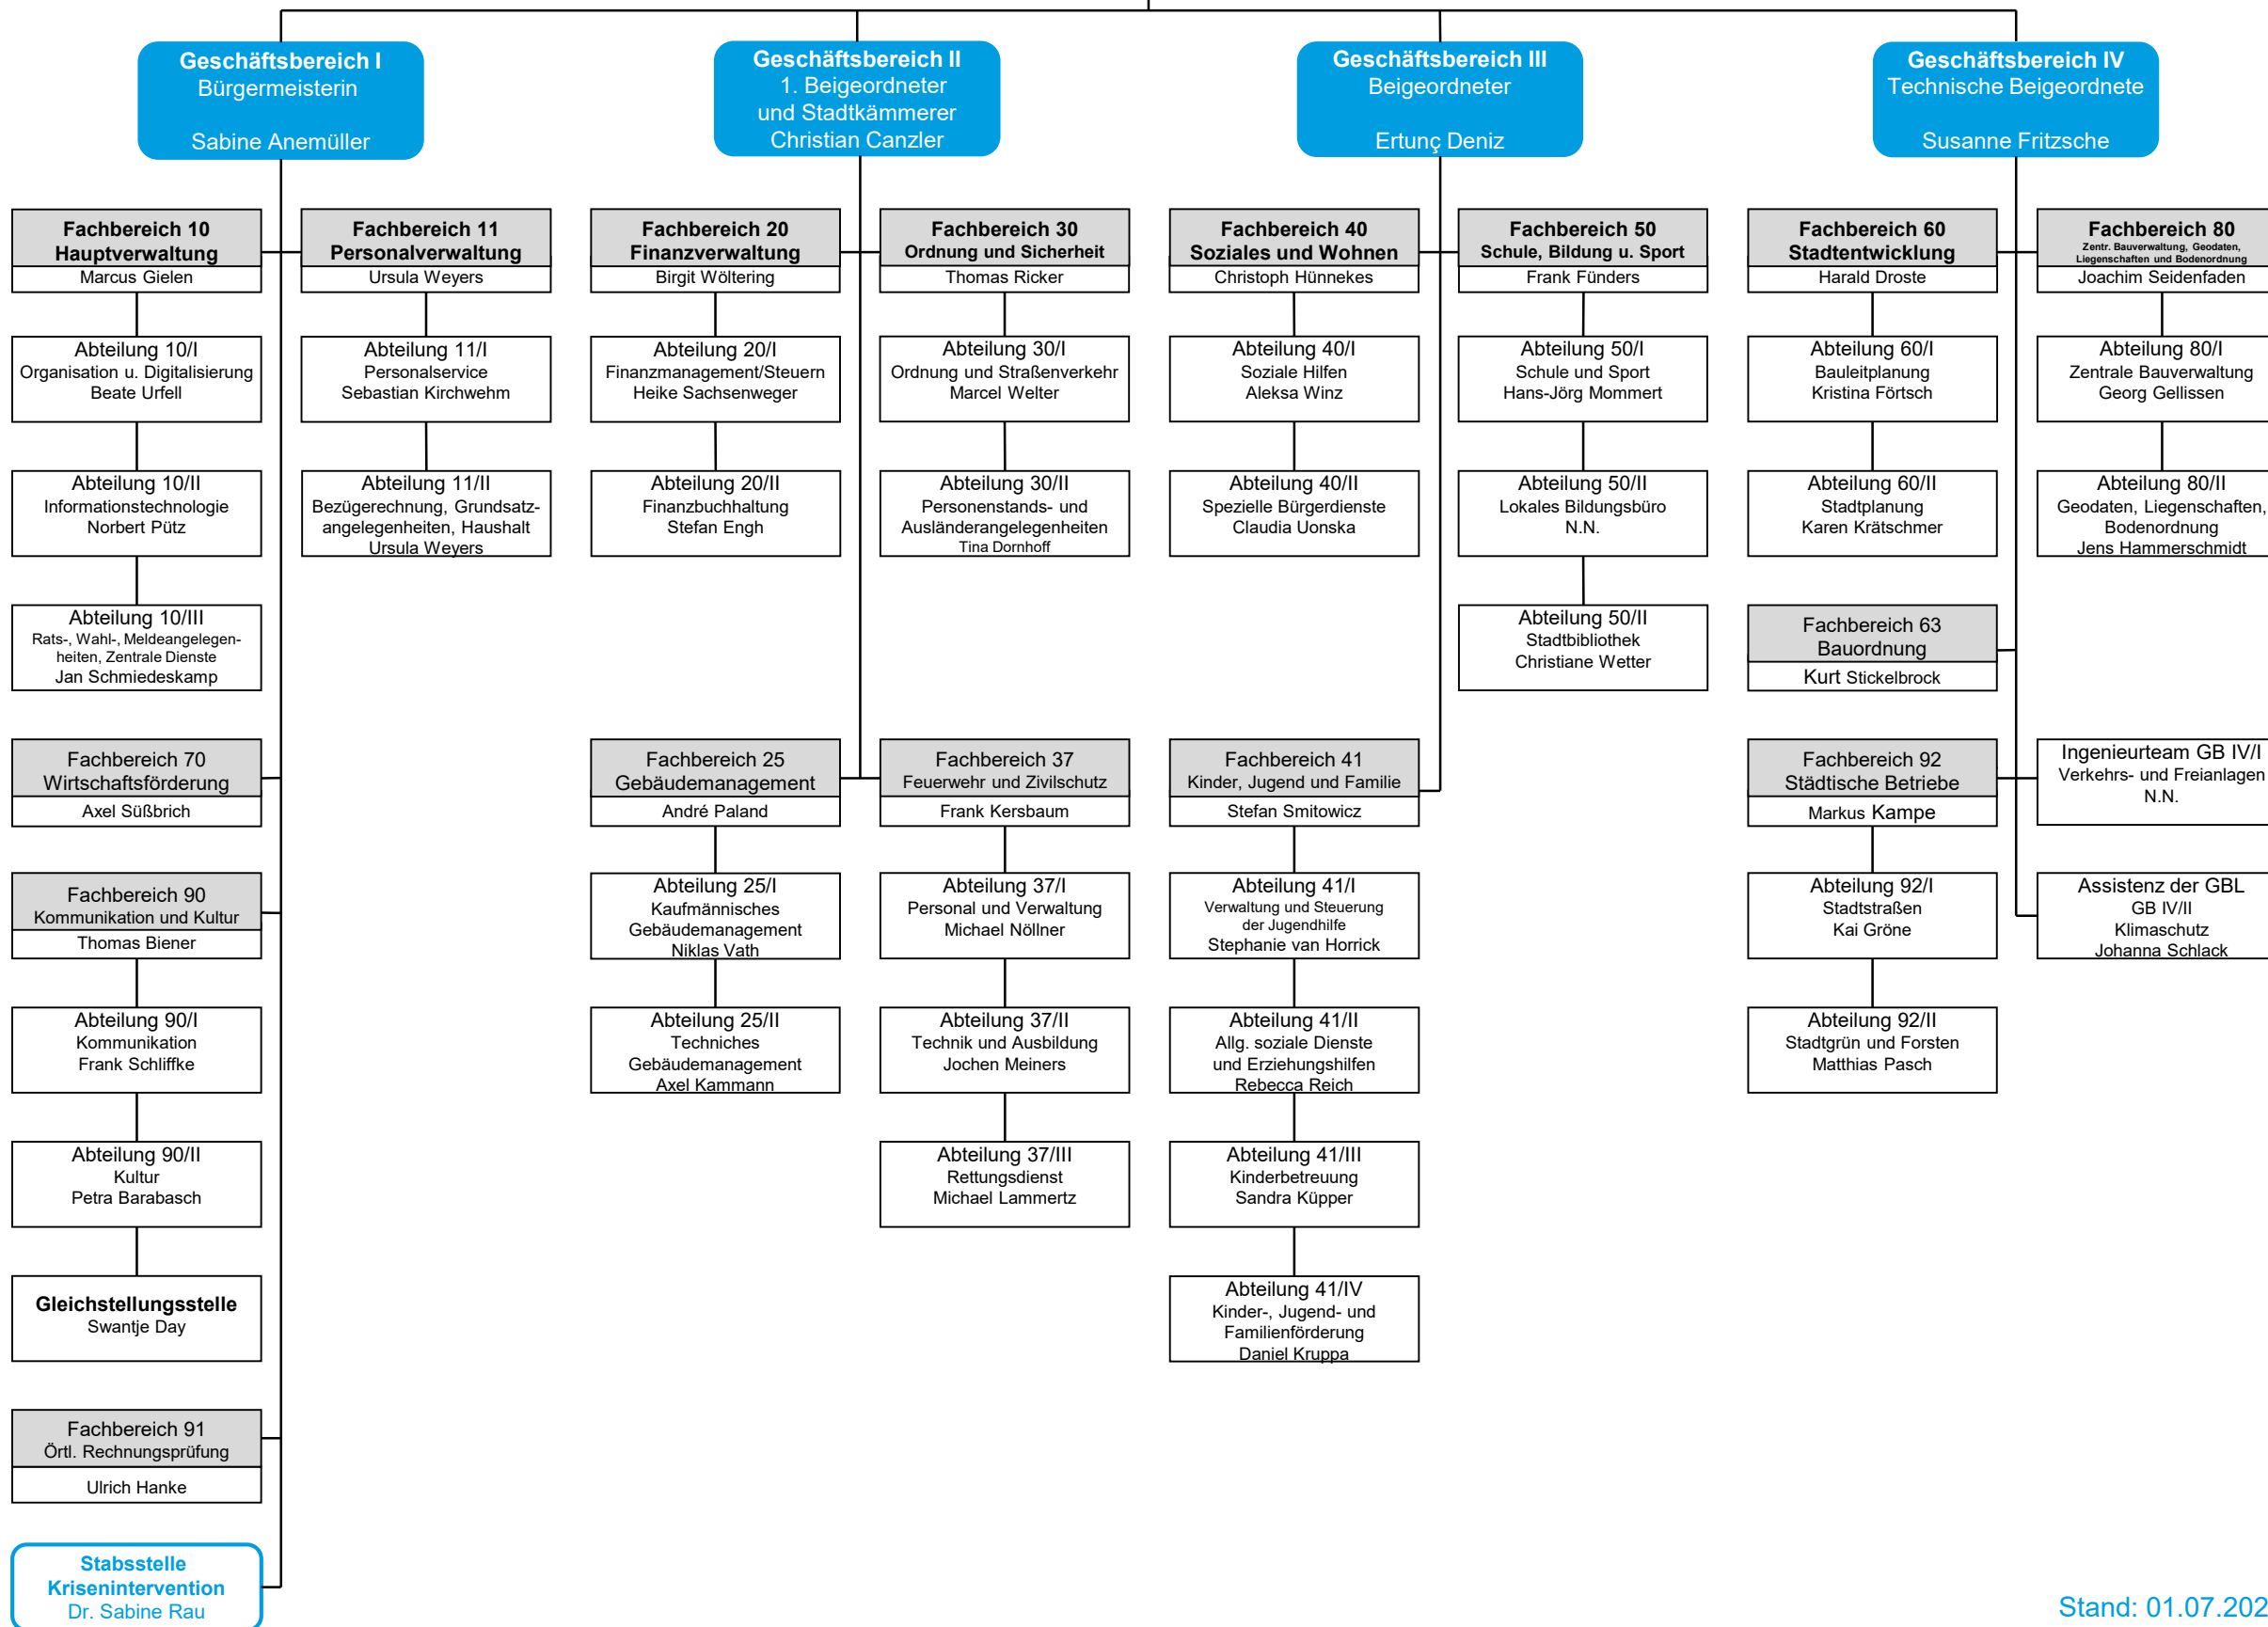 Geschäftsbereich I
Bürgermeisterin
Sabine Anemüller
Geschäftsbereich II
1. Beigeordneter
und Stadtkämmerer
Christian Canzler
Geschäftsbereich III
Beigeordneter
Ertunç Deniz
Geschäftsbereich IV
Technische Beigeordnete
Susanne Fritzsche
Fachbereich 10
Hauptverwaltung
Marcus Gielen
Fachbereich 11
Personalverwaltung
Ursula Weyers
Fachbereich 20
Finanzverwaltung
Birgit Wöltering
Fachbereich 30
Ordnung und Sicherheit
Thomas Ricker
Fachbereich 40
Soziales und Wohnen
Christoph Hünnekes
Fachbereich 50
Schule, Bildung u. Sport
Frank Fünders
Fachbereich 60
Stadtentwicklung
Harald Droste
Fachbereich 80
Zentr. Bauverwaltung, Geodaten,
Liegenschaften und Bodenordnung
Joachim Seidenfaden
Abteilung 10/I
Organisation u. Digitalisierung
Beate Urfell
Abteilung 11/I
Personalservice
Sebastian Kirchwehm
Abteilung 20/I
Finanzmanagement/Steuern
Heike Sachsenweger
Abteilung 30/I
Ordnung und Straßenverkehr
Marcel Welter
Abteilung 40/I
Soziale Hilfen
Aleksa Winz
Abteilung 50/I
Schule und Sport
Hans-Jörg Mommert
Abteilung 60/I
Bauleitplanung
Kristina Förtsch
Abteilung 80/I
Zentrale Bauverwaltung
Georg Gellissen
Abteilung 10/II
Informationstechnologie
Norbert Pütz
Abteilung 11/II
Bezügerechnung, Grundsatz-
angelegenheiten, Haushalt
Ursula Weyers
Abteilung 20/II
Finanzbuchhaltung
Stefan Engh
Abteilung 30/II
Personenstands- und
Ausländerangelegenheiten
Tina Dornhoff
Abteilung 40/II
Spezielle Bürgerdienste
Claudia Uonska
Abteilung 50/II
Lokales Bildungsbüro
N.N.
Abteilung 60/II
Stadtplanung
Karen Krätschmer
Abteilung 80/II
Geodaten, Liegenschaften,
Bodenordnung
Jens Hammerschmidt
Abteilung 10/III
Rats-, Wahl-, Meldeangelegen-
heiten, Zentrale Dienste
Jan Schmiedeskamp
Abteilung 50/II
Stadtbibliothek
Christiane Wetter
Fachbereich 63
Bauordnung
Kurt Stickelbrock
Fachbereich 70
Wirtschaftsförderung
Axel Süßbrich
Fachbereich 25
Gebäudemanagement
André Paland
Fachbereich 37
Feuerwehr und Zivilschutz
Frank Kersbaum
Fachbereich 41
Kinder, Jugend und Familie
Stefan Smitowicz
Fachbereich 92
Städtische Betriebe
Markus Kampe
Ingenieurteam GB IV/I
Verkehrs- und Freianlagen
N.N.
Fachbereich 90
Kommunikation und Kultur
Thomas Biener
Abteilung 25/I
Kaufmännisches
Gebäudemanagement
Niklas Vath
Abteilung 37/I
Personal und Verwaltung
Michael Nöllner
Abteilung 41/I
Verwaltung und Steuerung
der Jugendhilfe
Stephanie van Horrick
Abteilung 92/I
Stadtstraßen
Kai Gröne
Assistenz der GBL
GB IV/II
Klimaschutz
Johanna Schlack
Abteilung 90/I
Kommunikation
Frank Schliffke
Abteilung 25/II
Techniches
Gebäudemanagement
Axel Kammann
Abteilung 37/II
Technik und Ausbildung
Jochen Meiners
Abteilung 41/II
Allg. soziale Dienste
und Erziehungshilfen
Rebecca Reich
Abteilung 92/II
Stadtgrün und Forsten
Matthias Pasch
Abteilung 90/II
Kultur
Petra Barabasch
Abteilung 37/III
Rettungsdienst
Michael Lammertz
Abteilung 41/III
Kinderbetreuung
Sandra Küpper
Gleichstellungsstelle
Swantje Day
Abteilung 41/IV
Kinder-, Jugend- und
Familienförderung
Daniel Kruppa
Fachbereich 91
Örtl. Rechnungsprüfung
Ulrich Hanke
Stabsstelle
Krisenintervention
Dr. Sabine Rau
Stand: 01.07.202